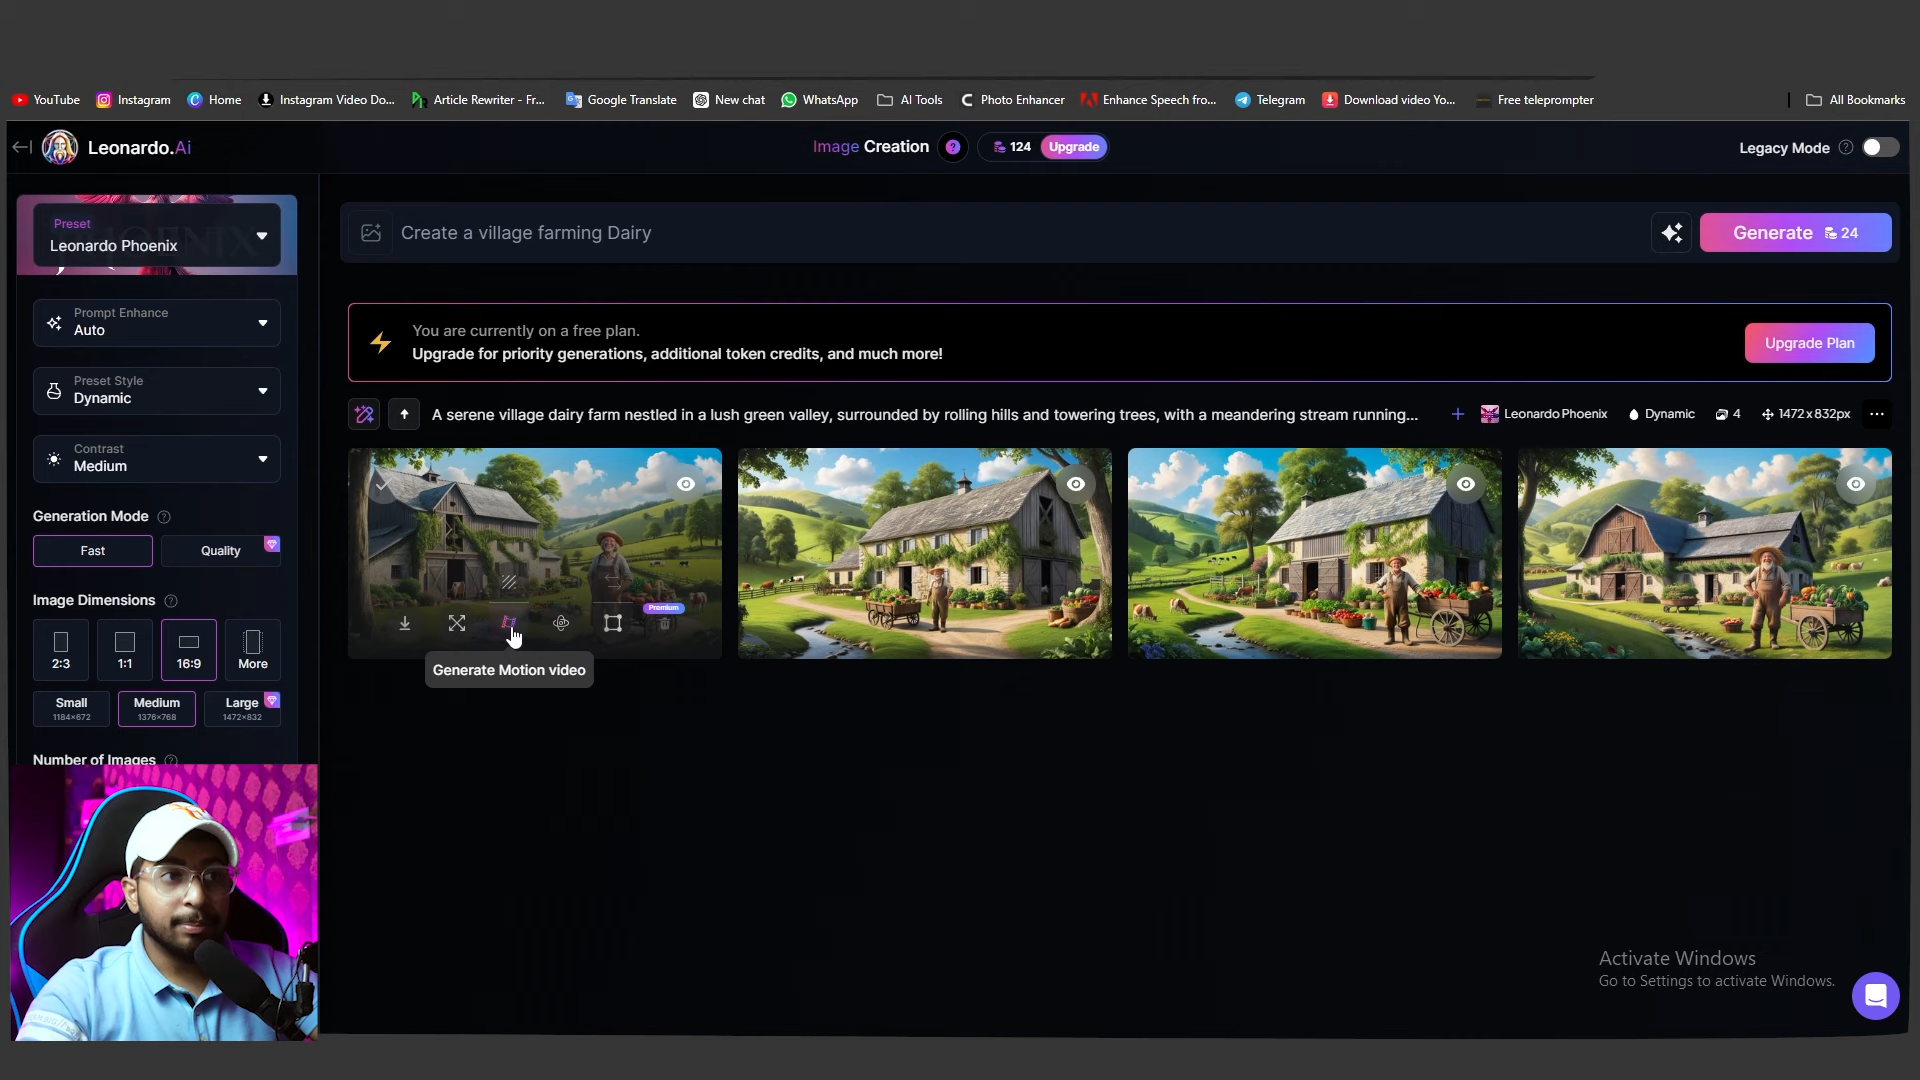 YouTube Instagram Home Instagram Video Do... Article Rewriter - Fr... Google Translate New chat WhatsApp AI Tools Photo Enhancer Enhance Speech fro... Telegram Download video Yo... Free teleprompter All Bookmarks
Leonardo.Ai
Image Creation ? 124 Upgrade
Legacy Mode ?
Preset
Leonardo Phoenix
Create a village farming Dairy
Generate 24
Prompt Enhance
Auto
You are currently on a free plan.
Upgrade for priority generations, additional token credits, and much more!
Upgrade Plan
Preset Style
Dynamic
A serene village dairy farm nestled in a lush green valley, surrounded by rolling hills and towering trees, with a meandering stream running...
Leonardo Phoenix Dynamic 4 1472x832px
Contrast
Medium
Generation Mode ?
Fast Quality
Image Dimensions ?
2:3 1:1 16:9 More
Premium
Generate Motion video
Small Medium Large
1184×672 1376×768 1472×832
Number of Images ?
Activate Windows
Go to Settings to activate Windows.